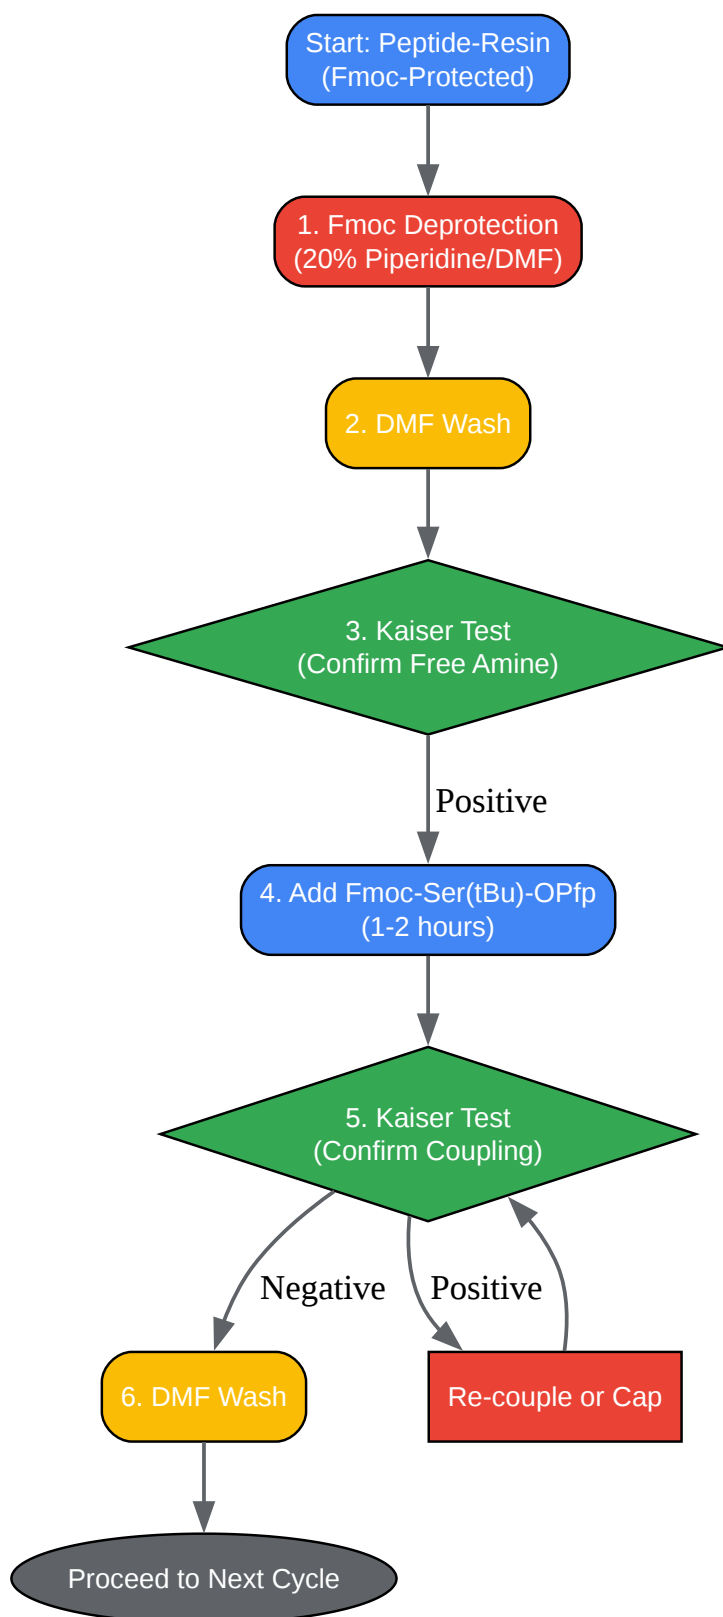 Start: Peptide-Resin
(Fmoc-Protected)
1. Fmoc Deprotection
(20% Piperidine/DMF)
2. DMF Wash
3. Kaiser Test
(Confirm Free Amine)
Positive
4. Add Fmoc-Ser(tBu)-OPfp
(1-2 hours)
5. Kaiser Test
(Confirm Coupling)
Negative
Positive
6. DMF Wash
Re-couple or Cap
Proceed to Next Cycle